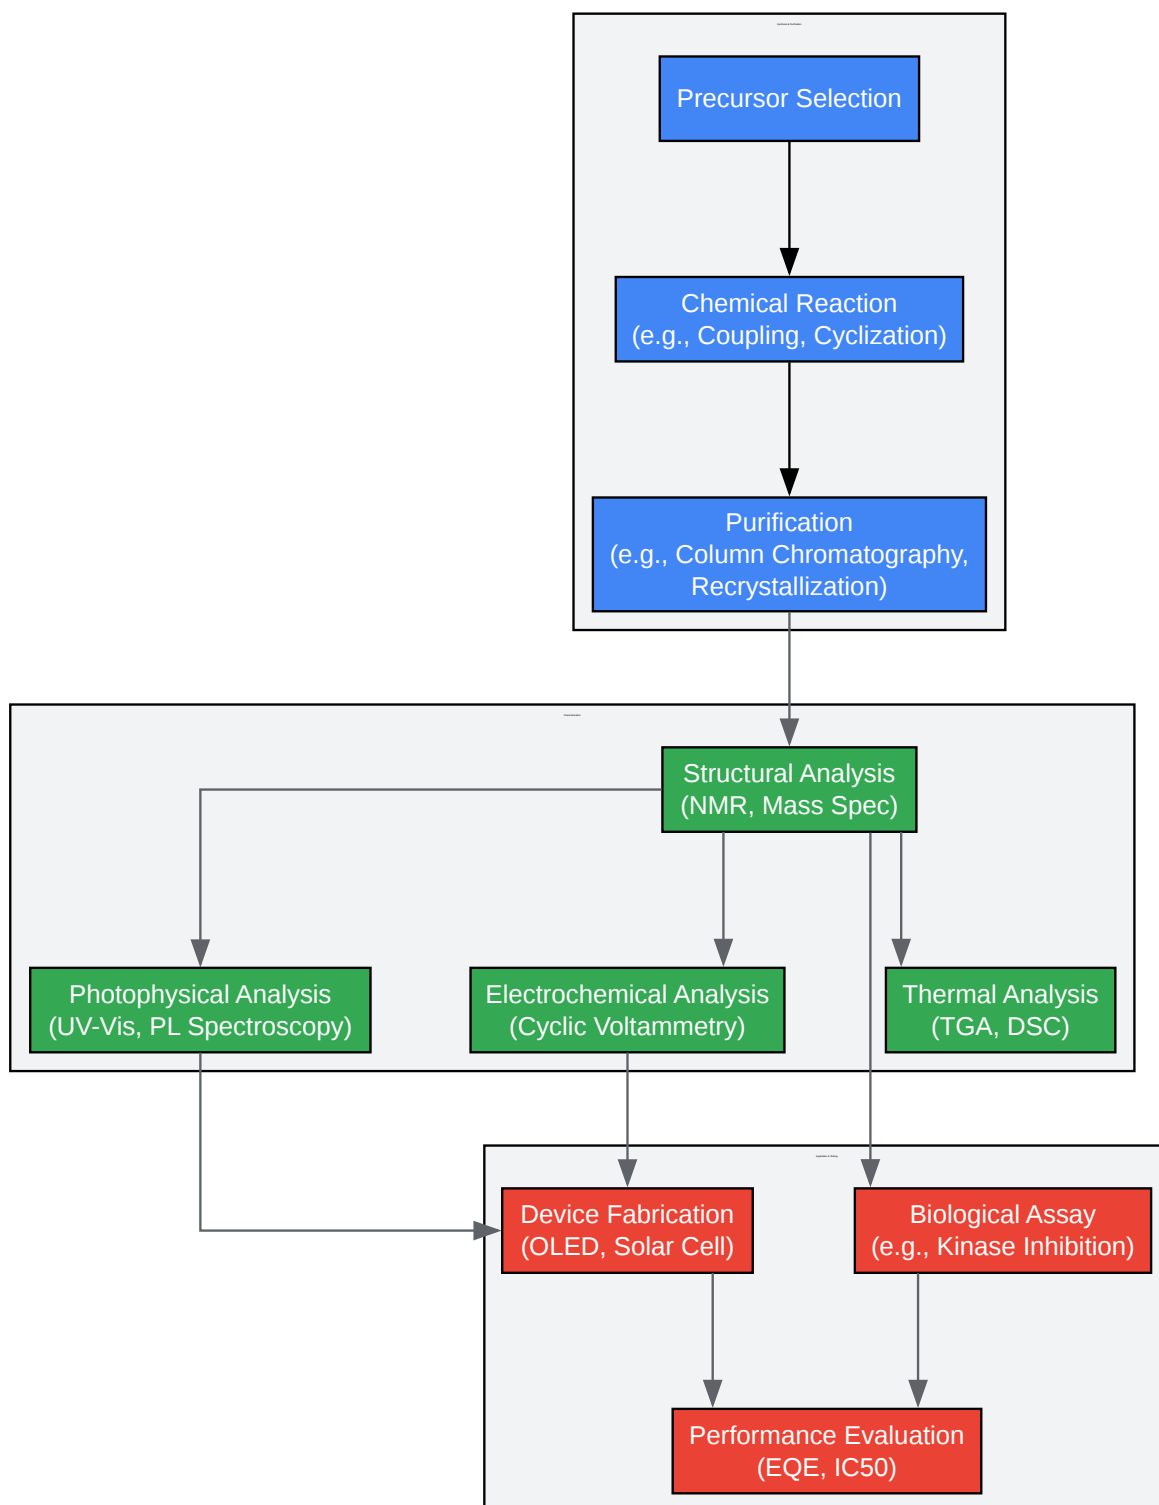 Precursor Selection
Chemical Reaction
(e.g., Coupling, Cyclization)
Purification
(e.g., Column Chromatography,
Recrystallization)
Structural Analysis
(NMR, Mass Spec)
Photophysical Analysis
(UV-Vis, PL Spectroscopy)
Electrochemical Analysis
(Cyclic Voltammetry)
Thermal Analysis
(TGA, DSC)
Device Fabrication
(OLED, Solar Cell)
Biological Assay
(e.g., Kinase Inhibition)
Performance Evaluation
(EQE, IC50)